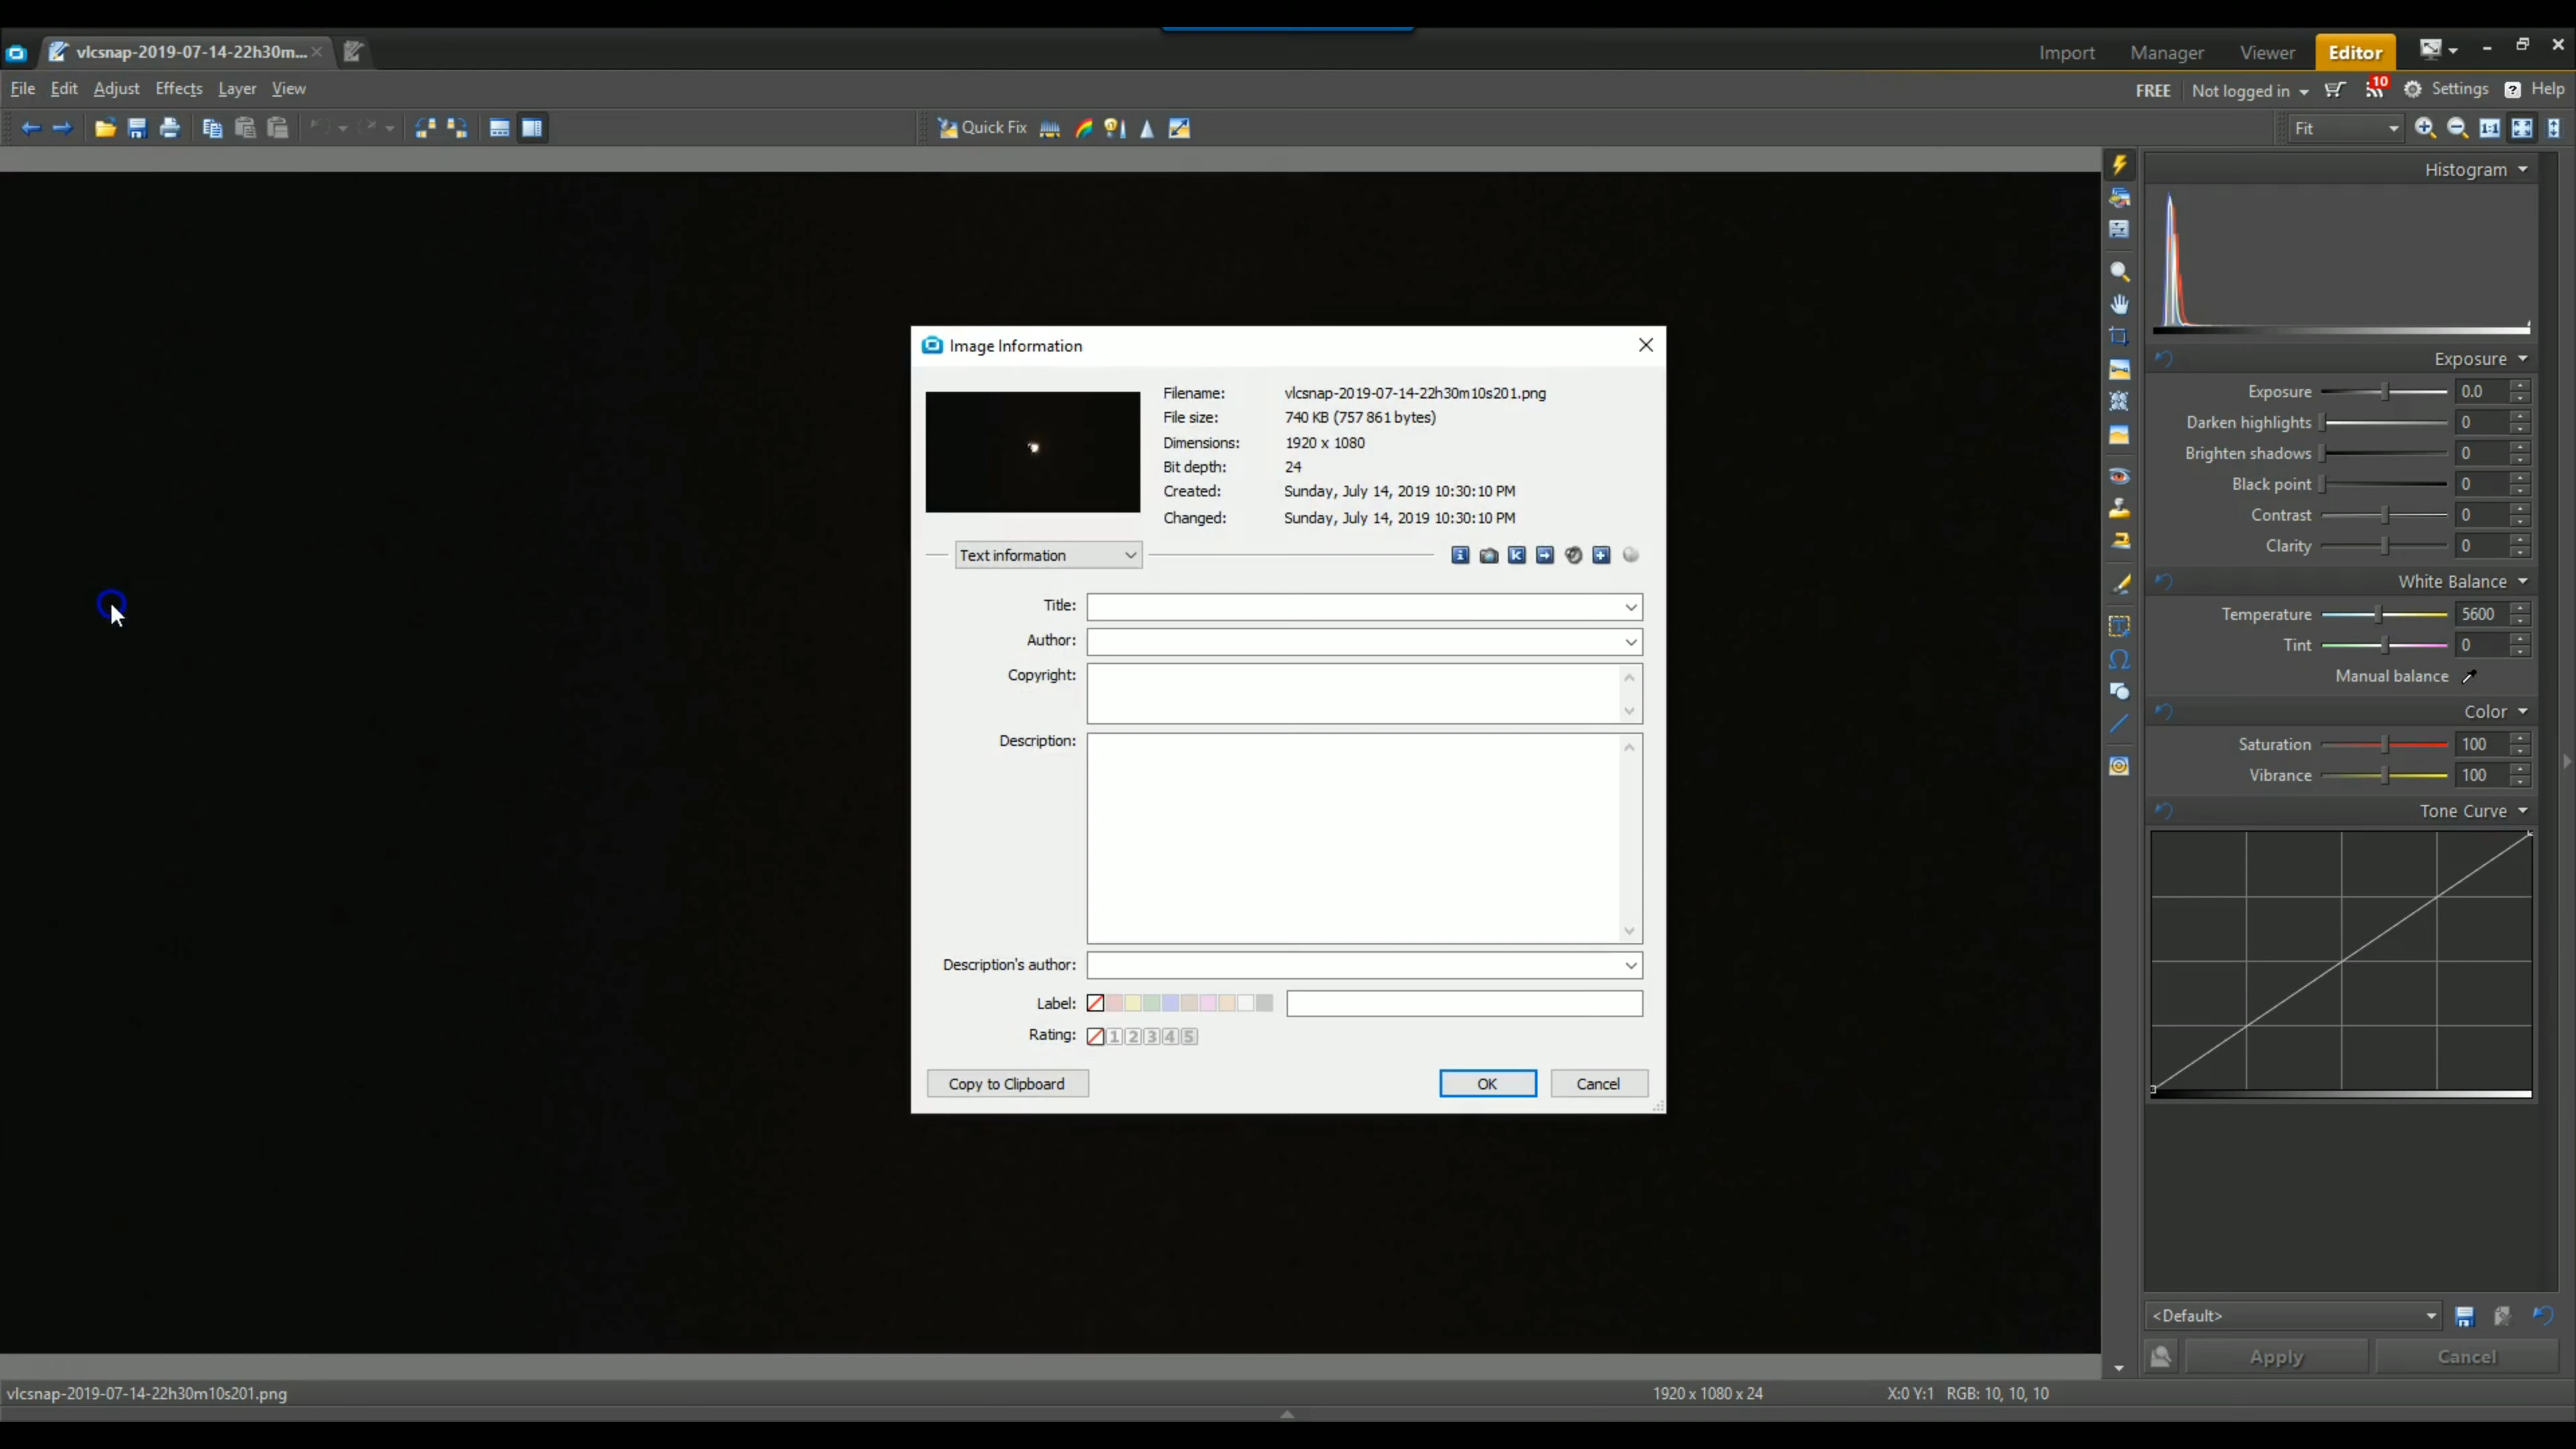 vlcsnap-2019-07-14-22h30m...
Import Manager Viewer Editor
File Edit Adjust Effects Layer View
FREE Not logged in 10 Settings ? Help
Quick Fix
Fit 1:1
Histogram
Exposure
Exposure 0.0
Darken highlights 0
Brighten shadows 0
Black point 0
Contrast 0
Clarity 0
White Balance
Temperature 5600
Tint 0
Manual balance
Color
Saturation 100
Vibrance 100
Tone Curve
Image Information
Filename: vlcsnap-2019-07-14-22h30m10s201.png
File size: 740 KB (757 861 bytes)
Dimensions: 1920 x 1080
Bit depth: 24
Created: Sunday, July 14, 2019 10:30:10 PM
Changed: Sunday, July 14, 2019 10:30:10 PM
Text information
Title:
Author:
Copyright:
Description:
Description's author:
Label:
Rating: 1 2 3 4 5
Copy to Clipboard OK Cancel
<Default>
Apply Cancel
vlcsnap-2019-07-14-22h30m10s201.png 1920 x 1080 x 24 X:0 Y:1 RGB: 10, 10, 10